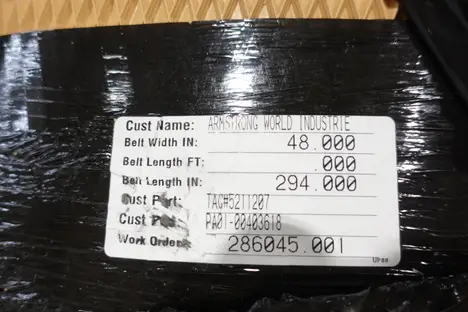 Cust Name: ARMSTRONG WORLD INDUSTRIE
Belt Width IN: 48.000
Belt Length FT: .000
Belt Length IN: 294.000
Cust Part: TAG#5211207
Cust PO#: PA01-00403618
Work Order: 286045.001